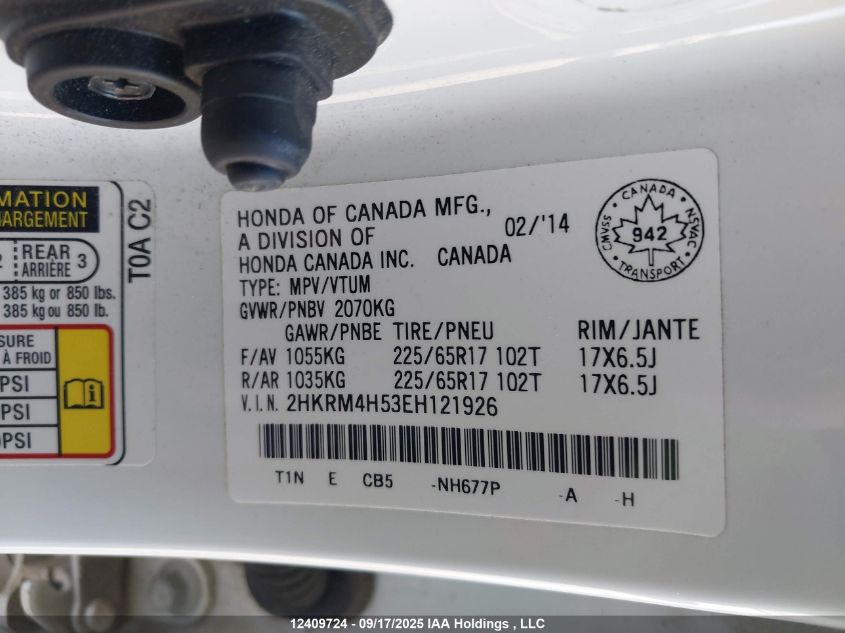 MATION
HARGEMENT
2 REAR ARRIÈRE 3
385 kg or 850 lbs.
385 kg ou 850 lb.
SURE
À FROID
PSI
PSI
0PSI
T0A C2
HONDA OF CANADA MFG., 02/'14
A DIVISION OF
HONDA CANADA INC. CANADA
TYPE: MPV/VTUM
GVWR/PNBV 2070KG
GAWR/PNBE TIRE/PNEU RIM/JANTE
F/AV 1055KG 225/65R17 102T 17X6.5J
R/AR 1035KG 225/65R17 102T 17X6.5J
V.I.N. 2HKRM4H53EH121926
T1N E CB5 -NH677P -A -H
CANADA
CMVSS 942 NSVAC
TRANSPORT
12409724 - 09/17/2025 IAA Holdings , LLC